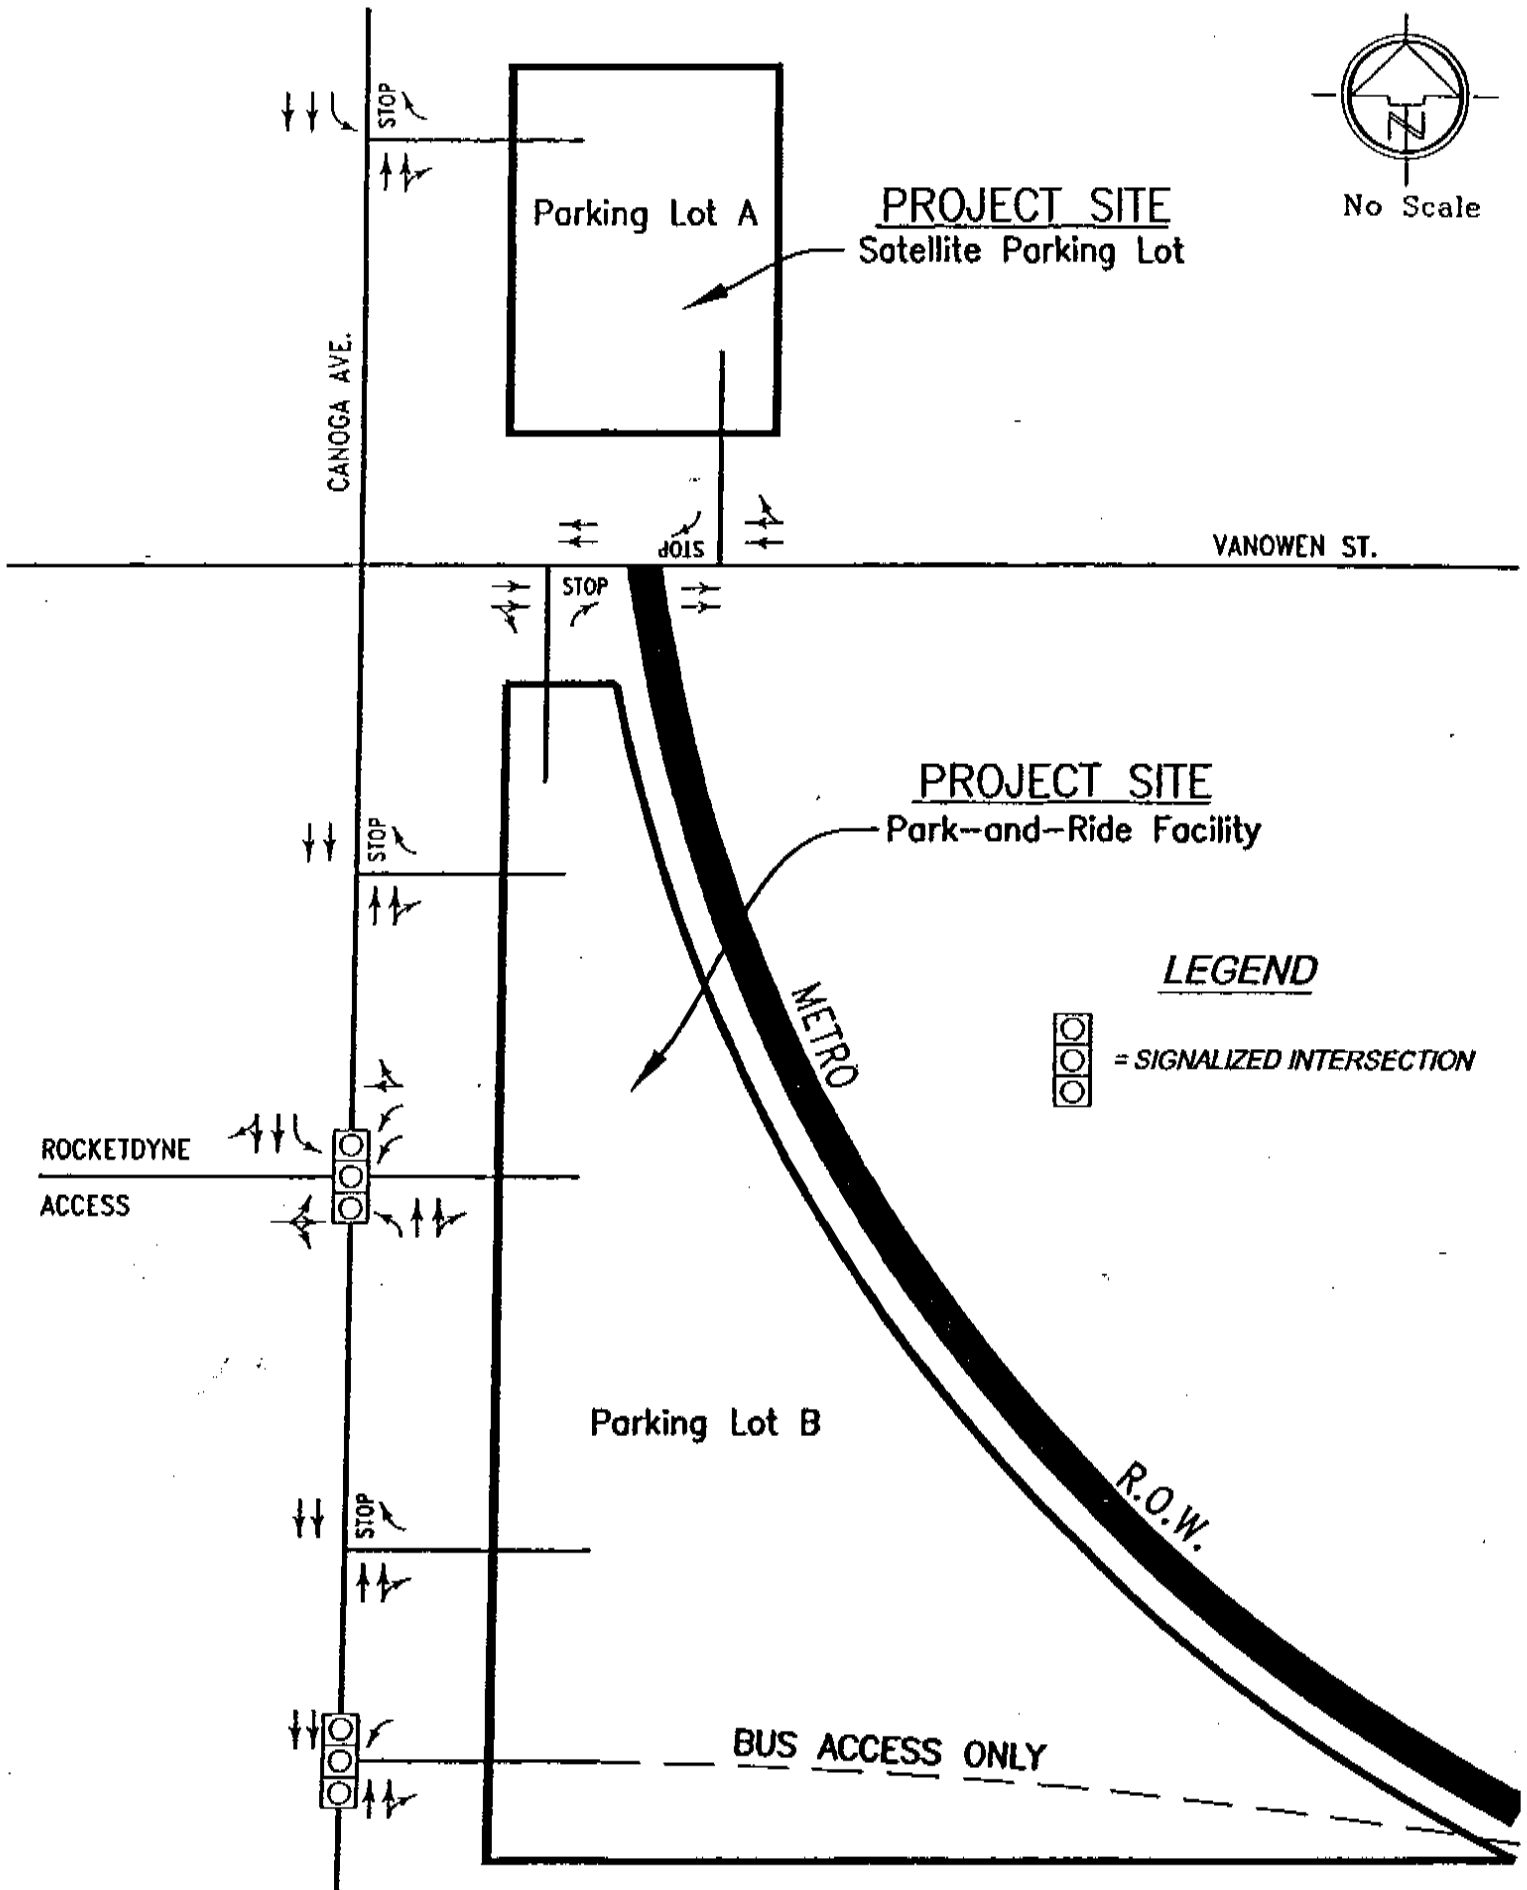 STOP
N
No Scale
Parking Lot A
PROJECT SITE
Satellite Parking Lot
CANOGA AVE.
STOP
VANOWEN ST.
STOP
PROJECT SITE
Park-and-Ride Facility
STOP
METRO
LEGEND
= SIGNALIZED INTERSECTION
ROCKETDYNE
ACCESS
Parking Lot B
R.O.W.
STOP
BUS ACCESS ONLY